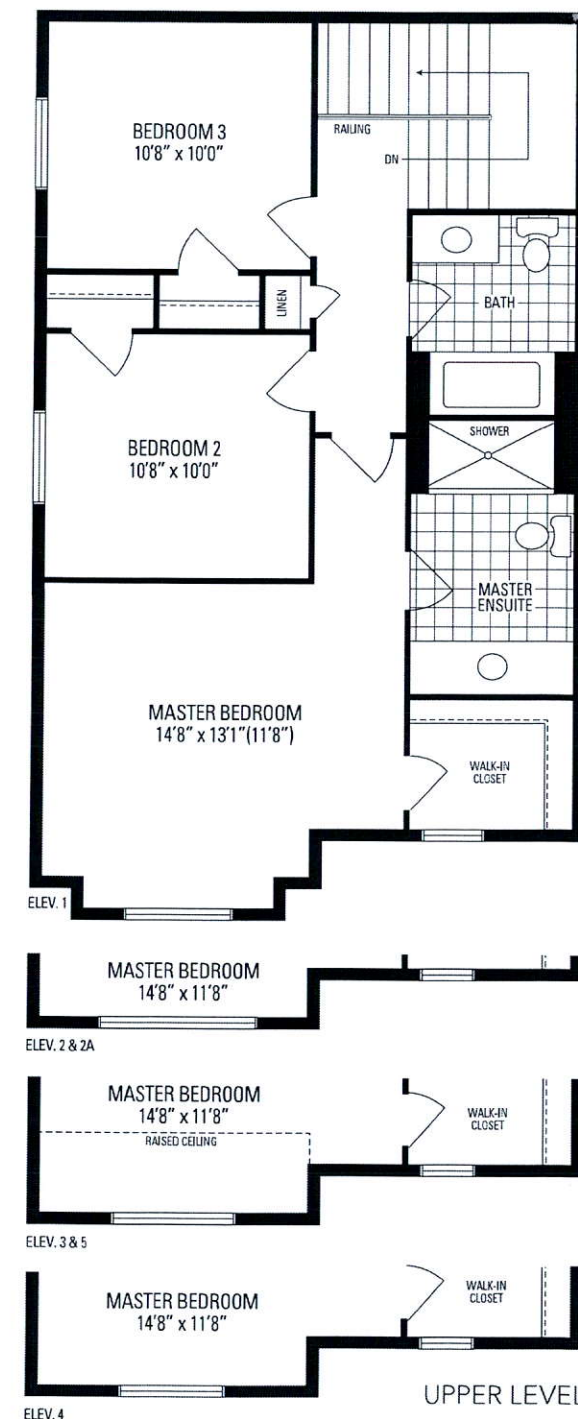 BEDROOM 3
10'8" x 10'0"
RAILING
DN
LINEN
BATH
BEDROOM 2
10'8" x 10'0"
SHOWER
MASTER
ENSUITE
MASTER BEDROOM
14'8" x 13'1"(11'8")
WALK-IN
CLOSET
ELEV. 1
MASTER BEDROOM
14'8" x 11'8"
ELEV. 2 & 2A
MASTER BEDROOM
14'8" x 11'8"
RAISED CEILING
WALK-IN
CLOSET
ELEV. 3 & 5
MASTER BEDROOM
14'8" x 11'8"
WALK-IN
CLOSET
ELEV. 4
UPPER LEVEL